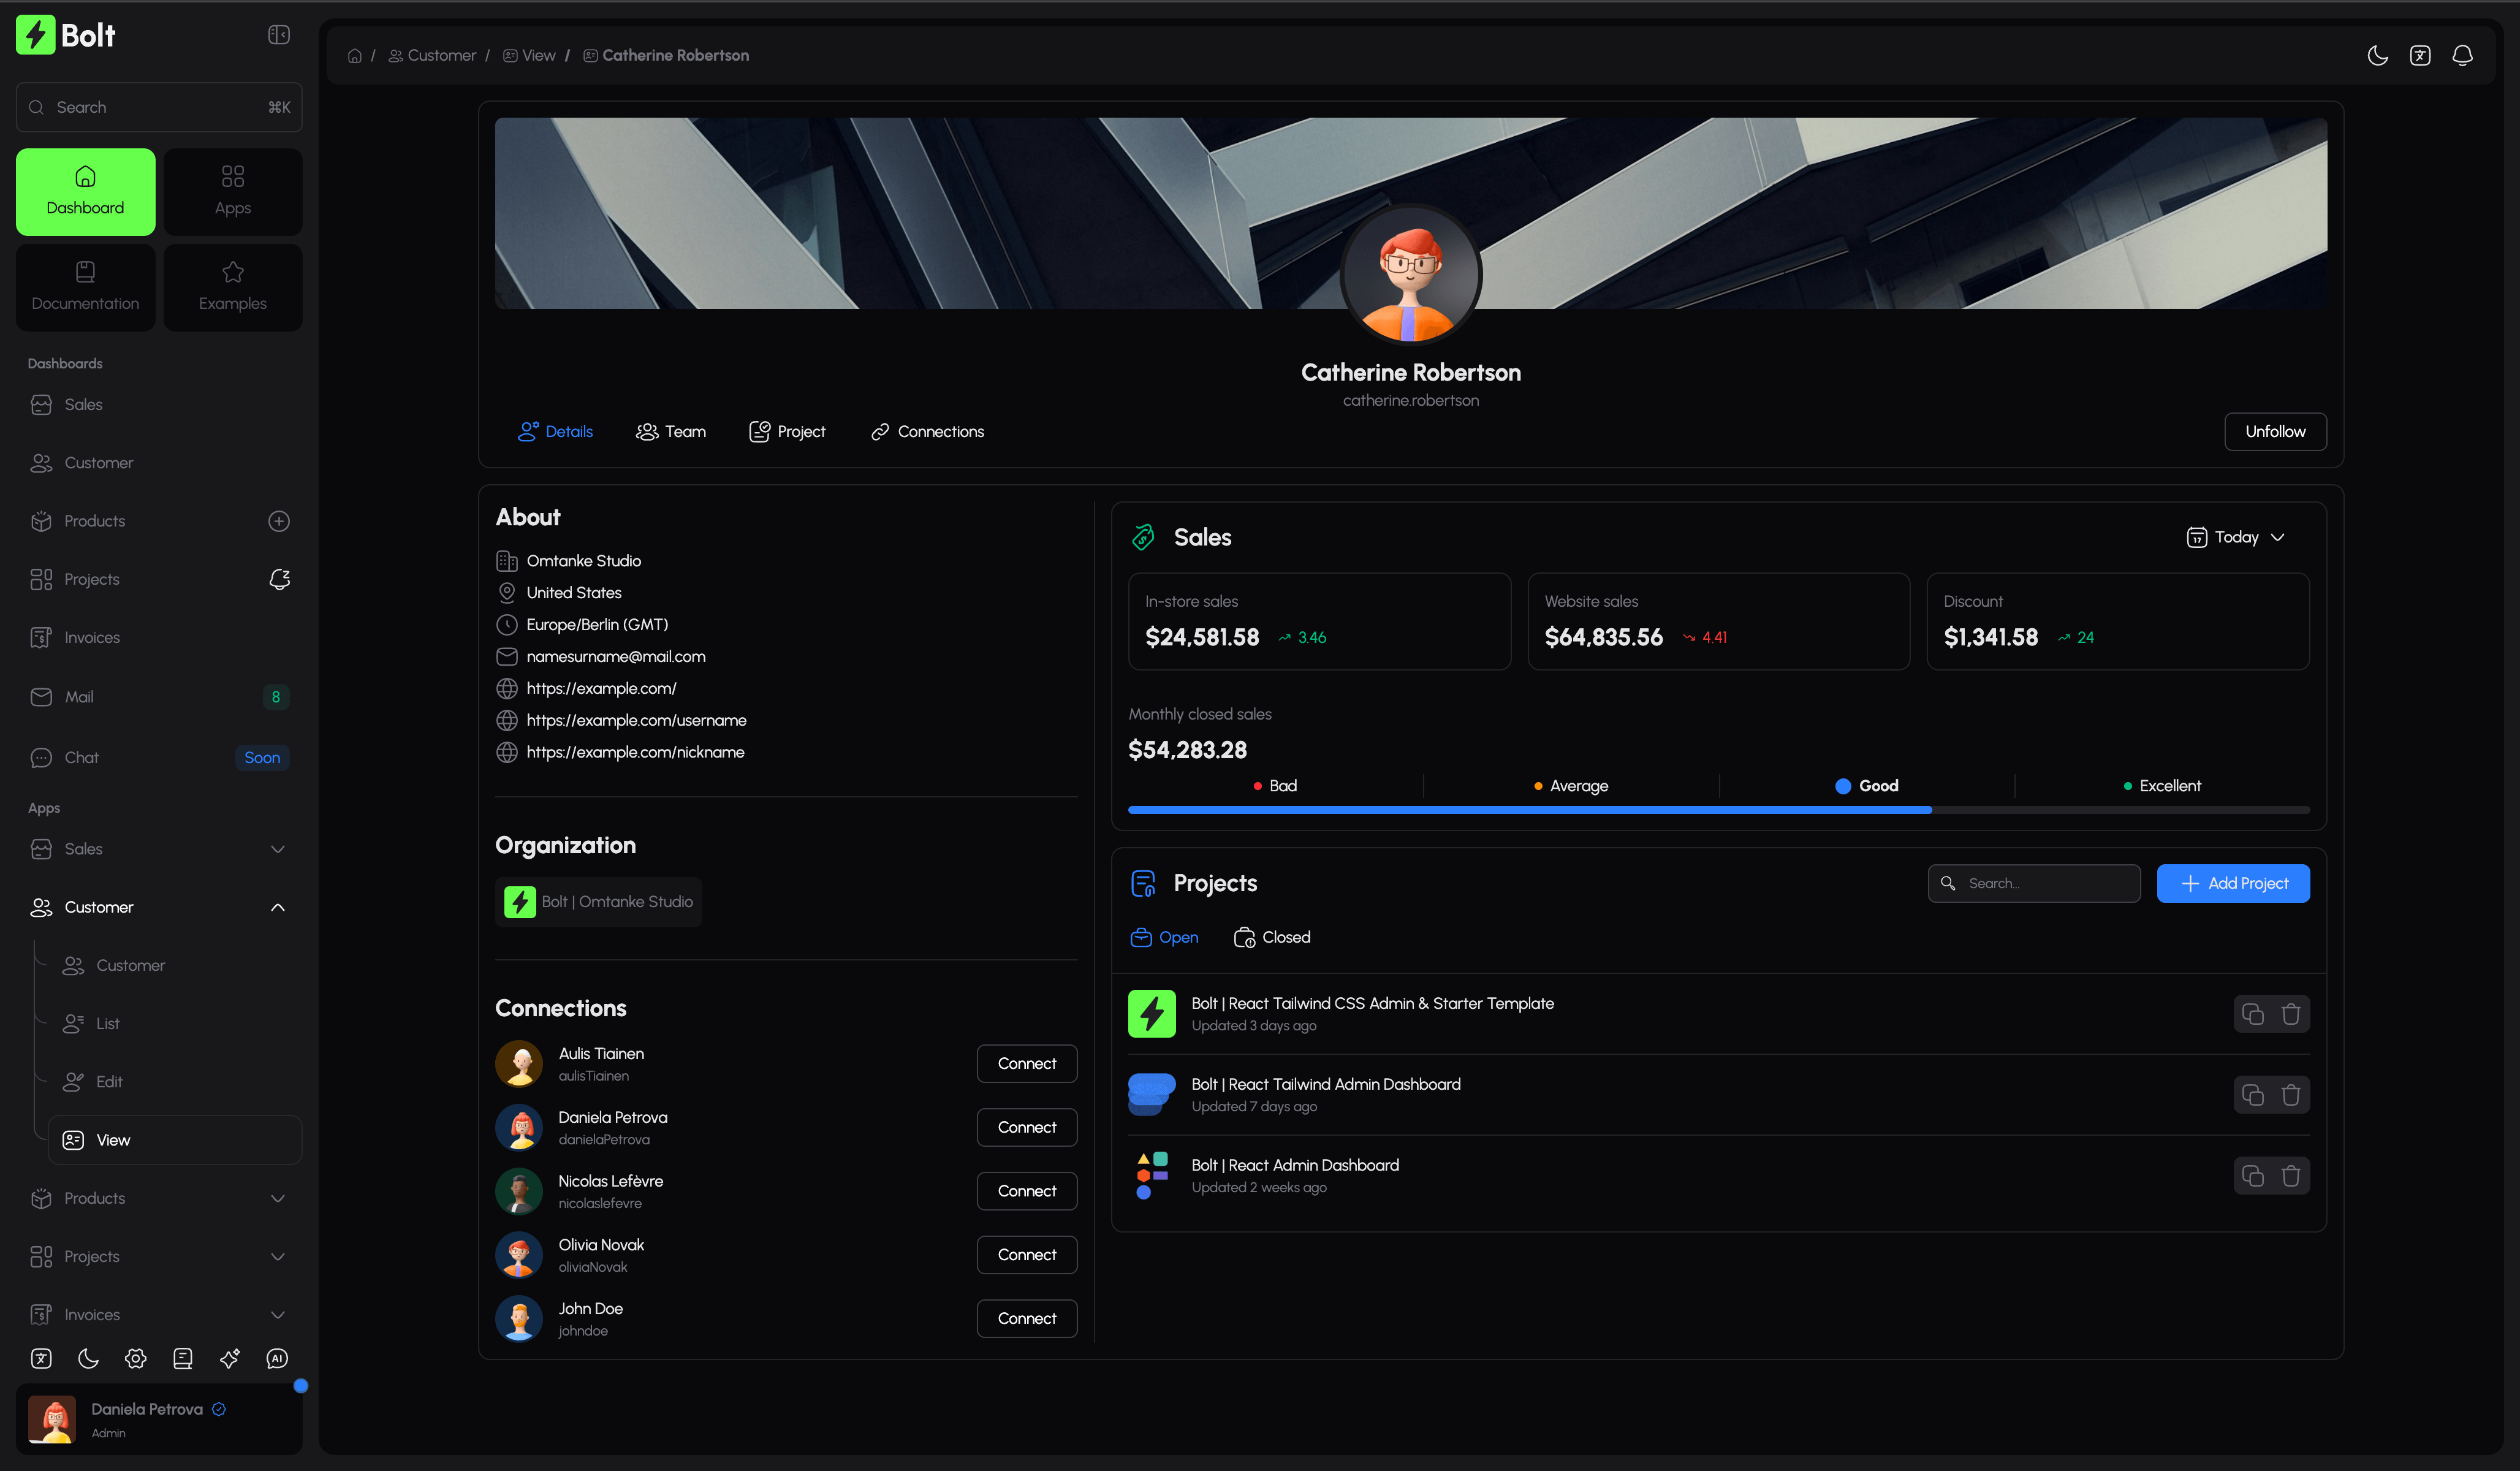 Bolt
Search ⌘K
Dashboard
Apps
Documentation
Examples
Dashboards
Sales
Customer
Products
Projects
Invoices
Mail 8
Chat Soon
Apps
Sales
Customer
Customer
List
Edit
View
Products
Projects
Invoices
AI
Daniela Petrova
Admin
/ Customer / View / Catherine Robertson
Catherine Robertson
catherine.robertson
Details Team Project Connections
Unfollow
About
Omtanke Studio
United States
Europe/Berlin (GMT)
namesurname@mail.com
https://example.com/
https://example.com/username
https://example.com/nickname
Organization
Bolt | Omtanke Studio
Connections
Aulis Tiainen
aulisTiainen
Connect
Daniela Petrova
danielaPetrova
Connect
Nicolas Lefèvre
nicolaslefevre
Connect
Olivia Novak
oliviaNovak
Connect
John Doe
johndoe
Connect
Sales
17 Today
In-store sales
$24,581.58 3.46
Website sales
$64,835.56 4.41
Discount
$1,341.58 24
Monthly closed sales
$54,283.28
Bad Average Good Excellent
Projects
Search...
Add Project
Open Closed
Bolt | React Tailwind CSS Admin & Starter Template
Updated 3 days ago
Bolt | React Tailwind Admin Dashboard
Updated 7 days ago
Bolt | React Admin Dashboard
Updated 2 weeks ago